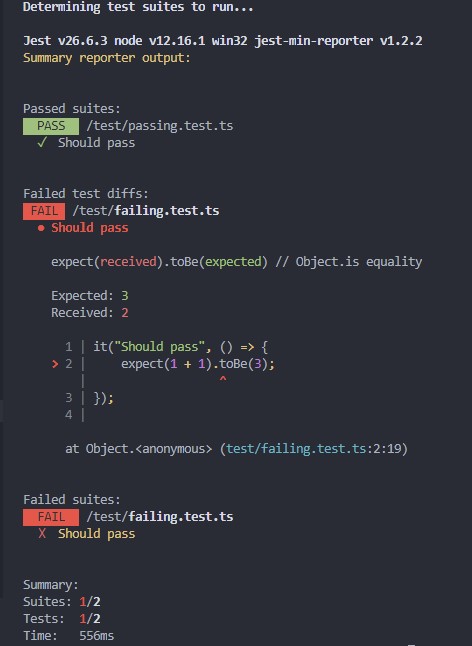 Determining test suites to run...
Jest v26.6.3 node v12.16.1 win32 jest-min-reporter v1.2.2
Summary reporter output:
Passed suites:
PASS /test/passing.test.ts
✓ Should pass
Failed test diffs:
FAIL /test/failing.test.ts
● Should pass
expect(received).toBe(expected) // Object.is equality
Expected: 3
Received: 2
1 | it("Should pass", () => {
> 2 |     expect(1 + 1).toBe(3);
|                   ^
3 | });
4 |
at Object.<anonymous> (test/failing.test.ts:2:19)
Failed suites:
FAIL /test/failing.test.ts
X Should pass
Summary:
Suites: 1/2
Tests: 1/2
Time: 556ms